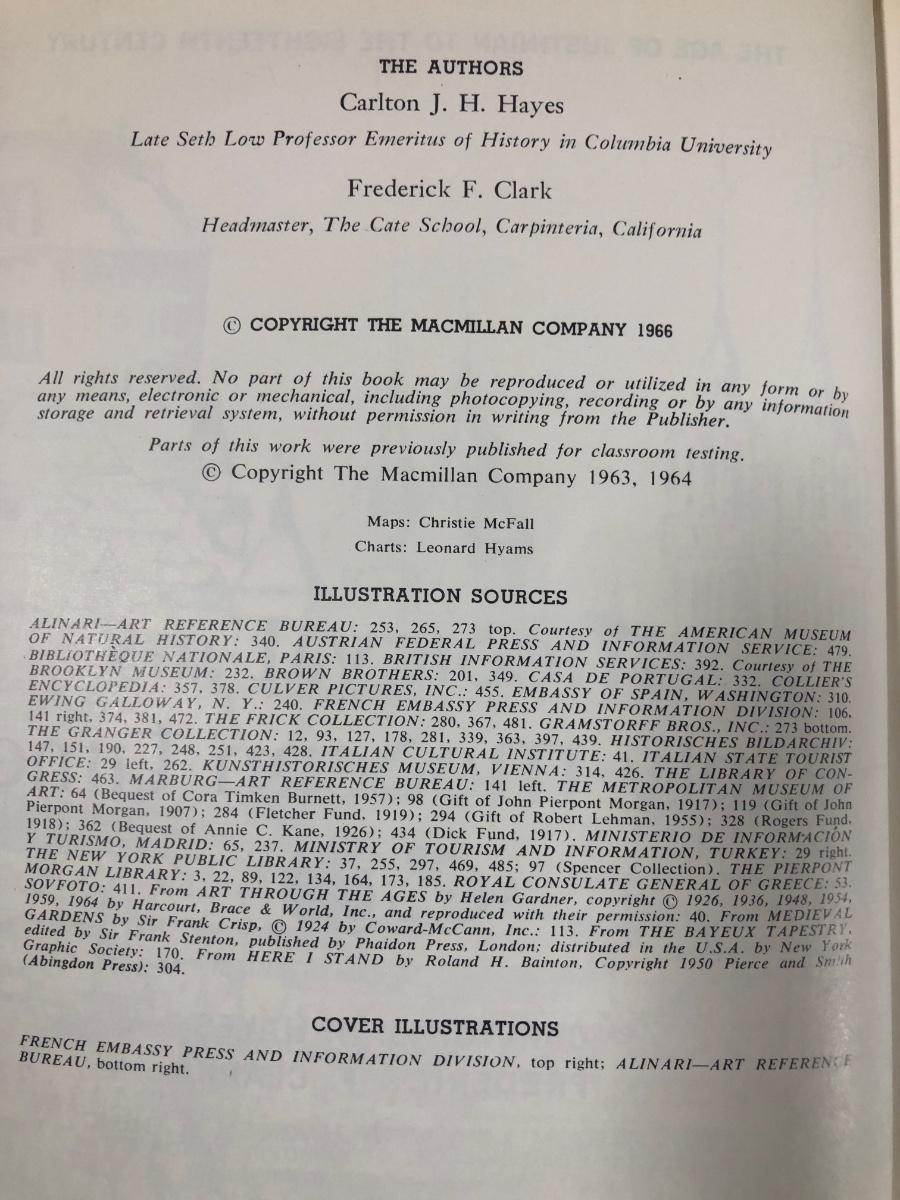 THE AUTHORS
Carlton J. H. Hayes
Late Seth Low Professor Emeritus of History in Columbia University
Frederick F. Clark
Headmaster, The Cate School, Carpinteria, California
© COPYRIGHT THE MACMILLAN COMPANY 1966
All rights reserved. No part of this book may be reproduced or utilized in any form or by
any means, electronic or mechanical, including photocopying, recording or by any information
storage and retrieval system, without permission in writing from the Publisher.
Parts of this work were previously published for classroom testing.
© Copyright The Macmillan Company 1963, 1964
Maps: Christie McFall
Charts: Leonard Hyams
ILLUSTRATION SOURCES
ALINARI—ART REFERENCE BUREAU: 253, 265, 273 top. Courtesy of THE AMERICAN MUSEUM
OF NATURAL HISTORY: 340. AUSTRIAN FEDERAL PRESS AND INFORMATION SERVICE: 479.
BIBLIOTHÈQUE NATIONALE, PARIS: 113. BRITISH INFORMATION SERVICES: 392. Courtesy of THE
BROOKLYN MUSEUM: 232. BROWN BROTHERS: 201, 349. CASA DE PORTUGAL: 332. COLLIER'S
ENCYCLOPEDIA: 357, 378. CULVER PICTURES, INC.: 455. EMBASSY OF SPAIN, WASHINGTON: 310.
EWING GALLOWAY, N. Y.: 240. FRENCH EMBASSY PRESS AND INFORMATION DIVISION: 106,
141 right, 374, 381, 472. THE FRICK COLLECTION: 280, 367, 481. GRAMSTORFF BROS., INC.: 273 bottom.
THE GRANGER COLLECTION: 12, 93, 127, 178, 281, 339, 363, 397, 439. HISTORISCHES BILDARCHIV:
147, 151, 190, 227, 248, 251, 423, 428. ITALIAN CULTURAL INSTITUTE: 41. ITALIAN STATE TOURIST
OFFICE: 29 left, 262. KUNSTHISTORISCHES MUSEUM, VIENNA: 314, 426. THE LIBRARY OF CON-
GRESS: 463. MARBURG—ART REFERENCE BUREAU: 141 left. THE METROPOLITAN MUSEUM OF
ART: 64 (Bequest of Cora Timken Burnett, 1957); 98 (Gift of John Pierpont Morgan, 1917); 119 (Gift of John
Pierpont Morgan, 1907); 284 (Fletcher Fund, 1919); 294 (Gift of Robert Lehman, 1955); 328 (Rogers Fund,
1918); 362 (Bequest of Annie C. Kane, 1926); 434 (Dick Fund, 1917). MINISTERIO DE INFORMACIÓN
Y TURISMO, MADRID: 65, 237. MINISTRY OF TOURISM AND INFORMATION, TURKEY: 29 right.
THE NEW YORK PUBLIC LIBRARY: 37, 255, 297, 469, 485; 97 (Spencer Collection). THE PIERPONT
MORGAN LIBRARY: 3, 22, 89, 122, 134, 164, 173, 185. ROYAL CONSULATE GENERAL OF GREECE: 53.
SOVFOTO: 411. From ART THROUGH THE AGES by Helen Gardner, copyright © 1926, 1936, 1948, 1954,
1959, 1964 by Harcourt, Brace & World, Inc., and reproduced with their permission: 40. From MEDIEVAL
GARDENS by Sir Frank Crisp, © 1924 by Coward-McCann, Inc.: 113. From THE BAYEUX TAPESTRY,
edited by Sir Frank Stenton, published by Phaidon Press, London; distributed in the U.S.A. by New York
Graphic Society: 170. From HERE I STAND by Roland H. Bainton, Copyright 1950 Pierce and Smith
(Abingdon Press): 304.
COVER ILLUSTRATIONS
FRENCH EMBASSY PRESS AND INFORMATION DIVISION, top right; ALINARI—ART REFERENCE
BUREAU, bottom right.